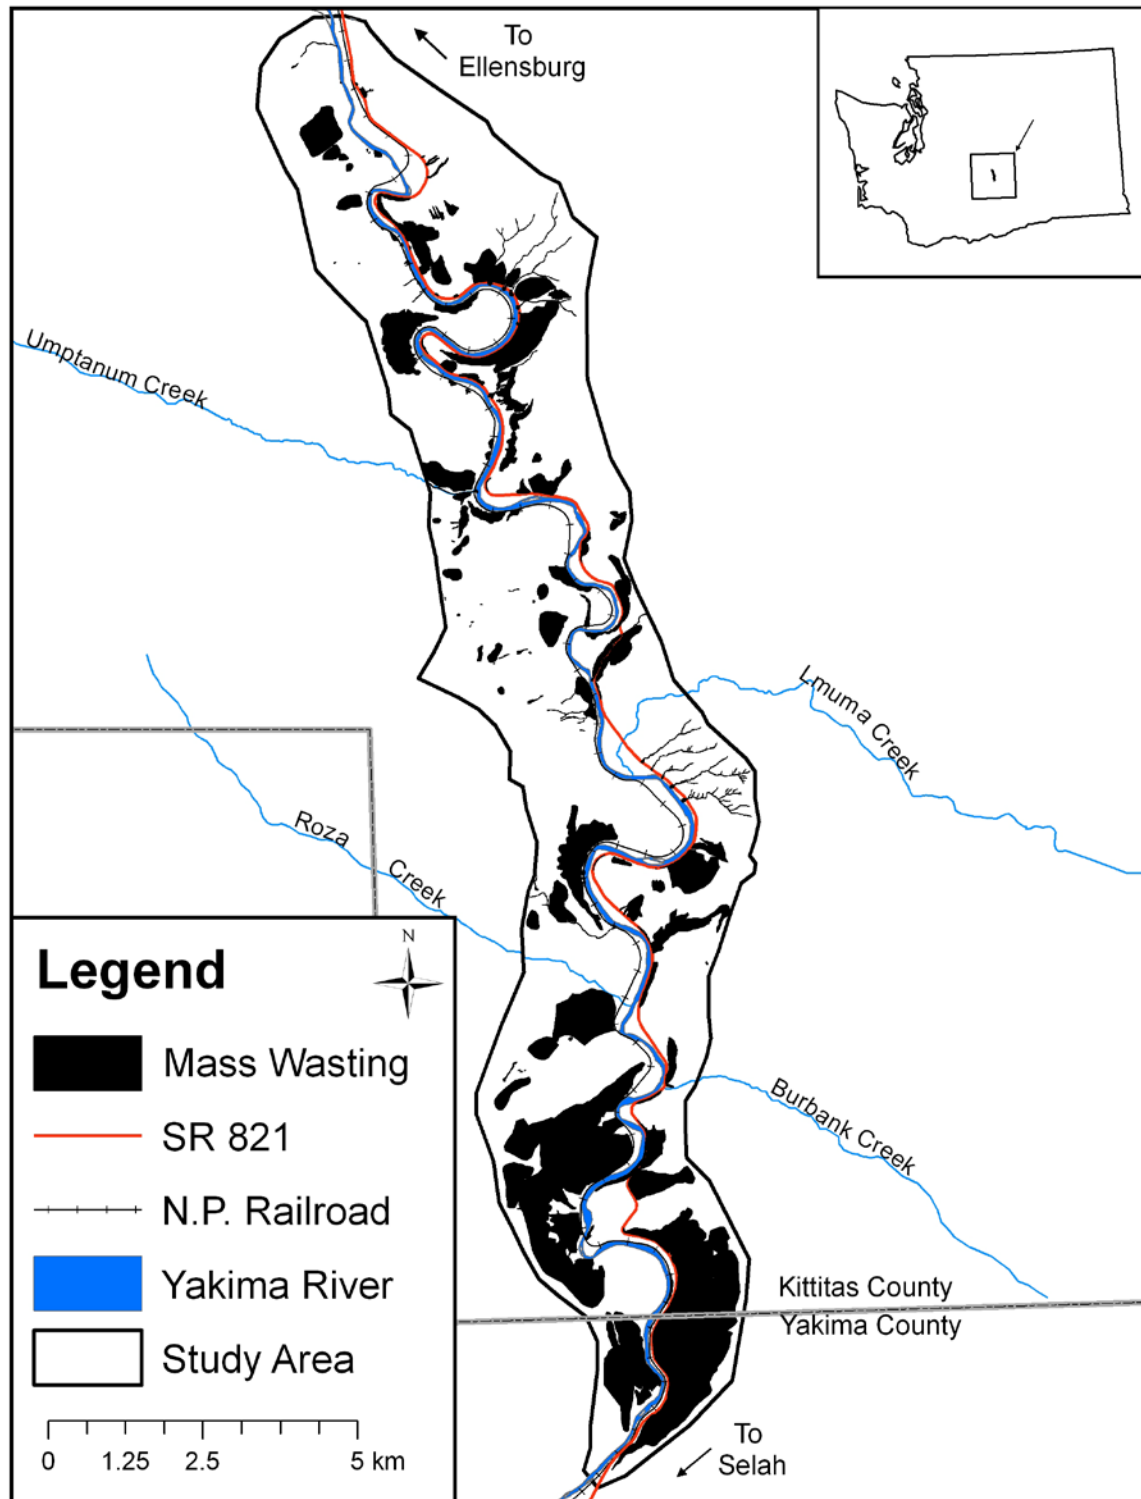 To
Ellensburg
Umptanum Creek
Lmuma Creek
Roza
Creek
Burbank Creek
Kittitas County
Yakima County
To
Selah
Legend
N
Mass Wasting
SR 821
N.P. Railroad
Yakima River
Study Area
0 1.25 2.5 5 km